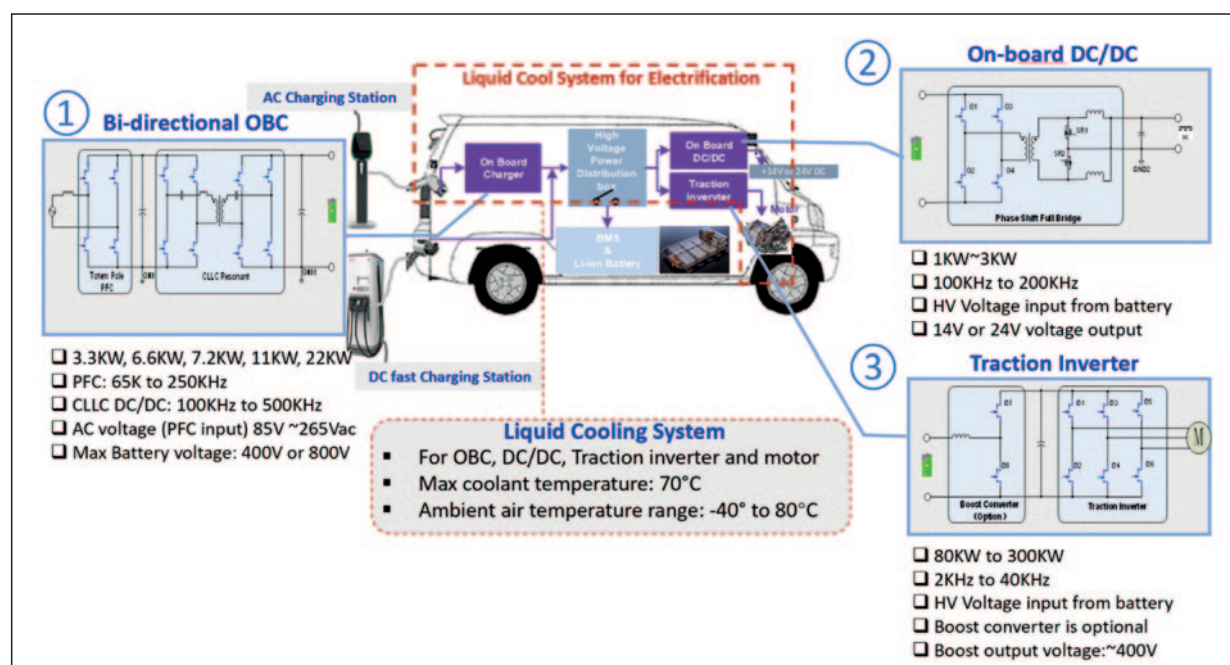 Liquid Cool System for Electrification
AC Charging Station
1
Bi-directional OBC
Totem Pole
PFC
CLLC Resonant
3.3KW, 6.6KW, 7.2KW, 11KW, 22KW
PFC: 65K to 250KHz
CLLC DC/DC: 100KHz to 500KHz
AC voltage (PFC input) 85V ~265Vac
Max Battery voltage: 400V or 800V
On Board
Charger
High
Voltage
Power
Distribution
box
On Board
DC/DC
+14V or 24V DC
Traction
Inveryter
Motor
BMS
&
Li-ion Battery
DC fast Charging Station
Liquid Cooling System
▪ For OBC, DC/DC, Traction inverter and motor
▪ Max coolant temperature: 70°C
▪ Ambient air temperature range: -40° to 80°C
2
On-board DC/DC
SR1
SR2
GND2
Phase Shift Full Bridge
1KW~3KW
100KHz to 200KHz
HV Voltage input from battery
14V or 24V voltage output
3
Traction Inverter
M
Boost Converter
(Option)
Traction Inverter
80KW to 300KW
2KHz to 40KHz
HV Voltage input from battery
Boost converter is optional
Boost output voltage:~400V